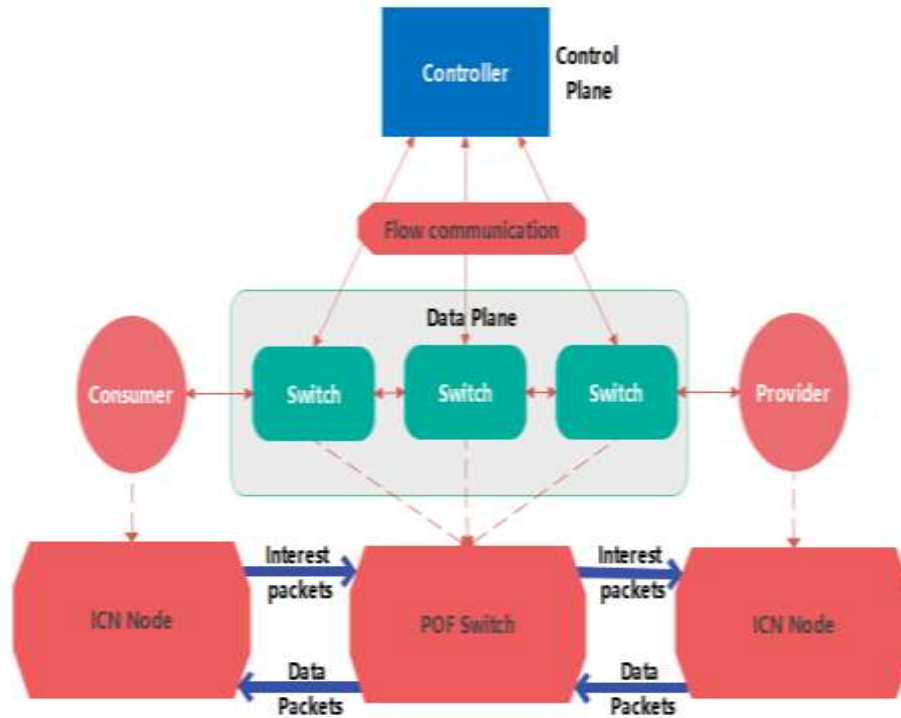 Controller
Control
Plane
Flow communication
Data Plane
Consumer
Switch
Switch
Switch
Provider
Interest
packets
Interest
packets
ICN Node
POF Switch
ICN Node
Data
Packets
Data
Packets